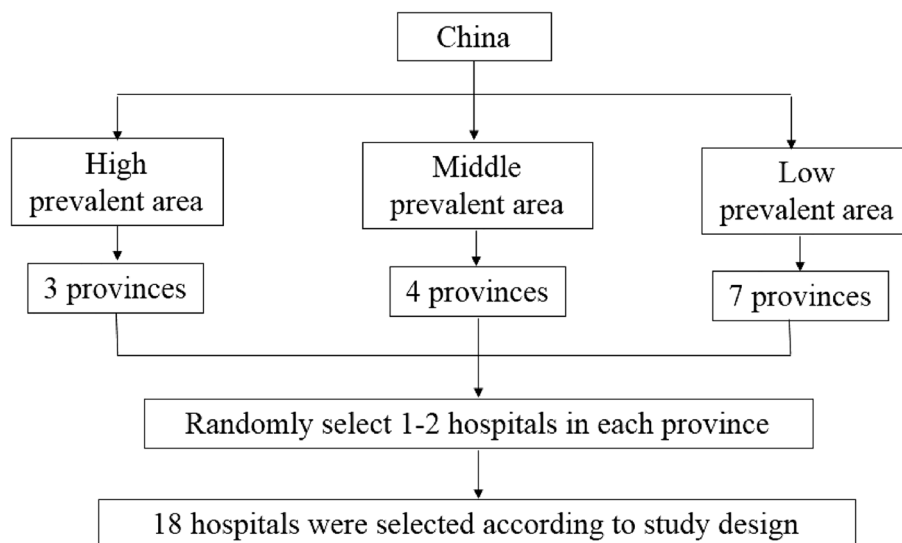 China
High
prevalent area
Middle
prevalent area
Low
prevalent area
3 provinces
4 provinces
7 provinces
Randomly select 1-2 hospitals in each province
18 hospitals were selected according to study design